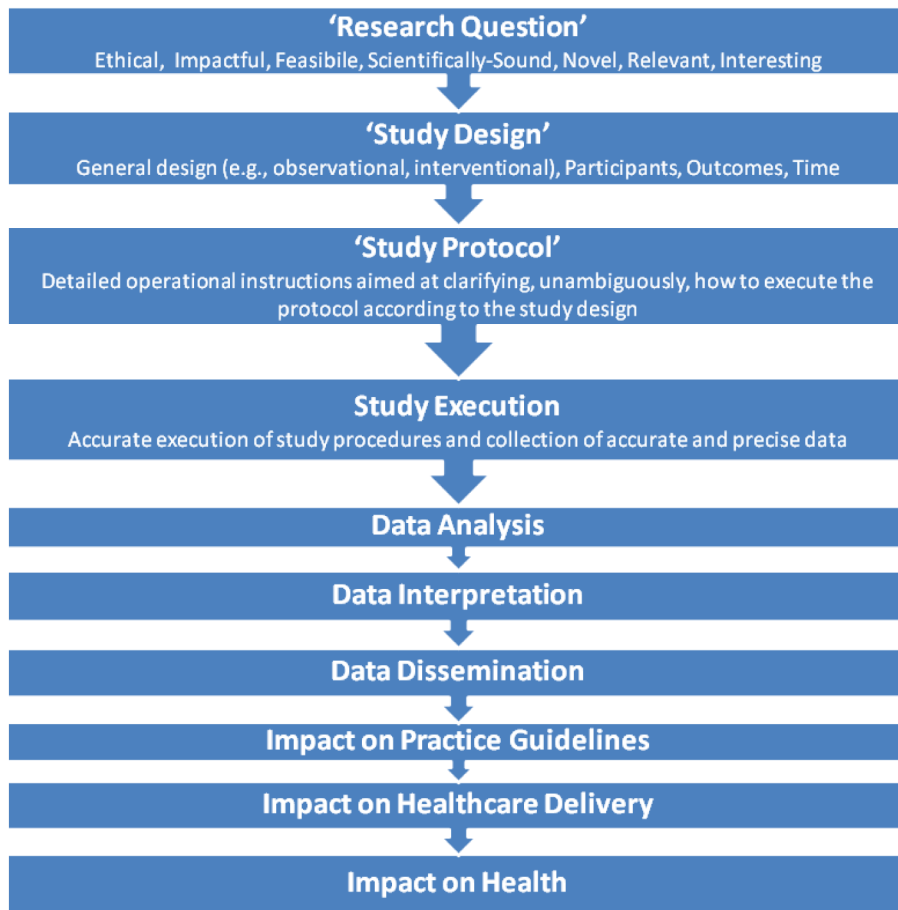 ‘Research Question’
Ethical, Impactful, Feasibile, Scientifically-Sound, Novel, Relevant, Interesting
‘Study Design’
General design (e.g., observational, interventional), Participants, Outcomes, Time
‘Study Protocol’
Detailed operational instructions aimed at clarifying, unambiguously, how to execute the
protocol according to the study design
Study Execution
Accurate execution of study procedures and collection of accurate and precise data
Data Analysis
Data Interpretation
Data Dissemination
Impact on Practice Guidelines
Impact on Healthcare Delivery
Impact on Health